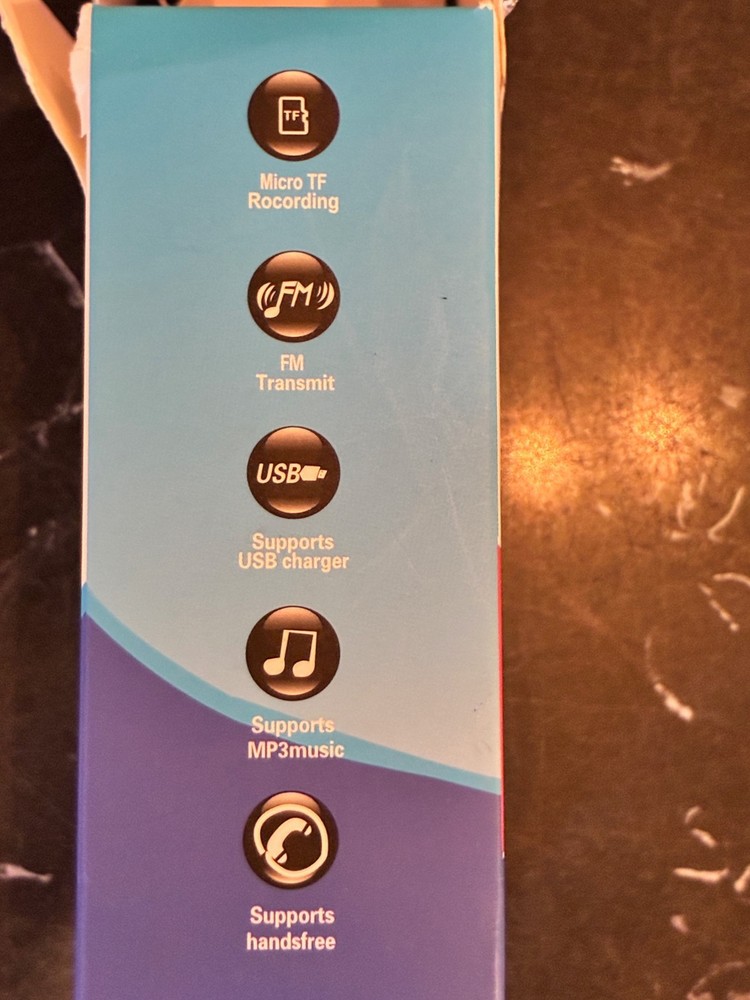 TF
Micro TF
Rocording
FM
FM
Transmit
USB
Supports
USB charger
Supports
MP3music
Supports
handsfree